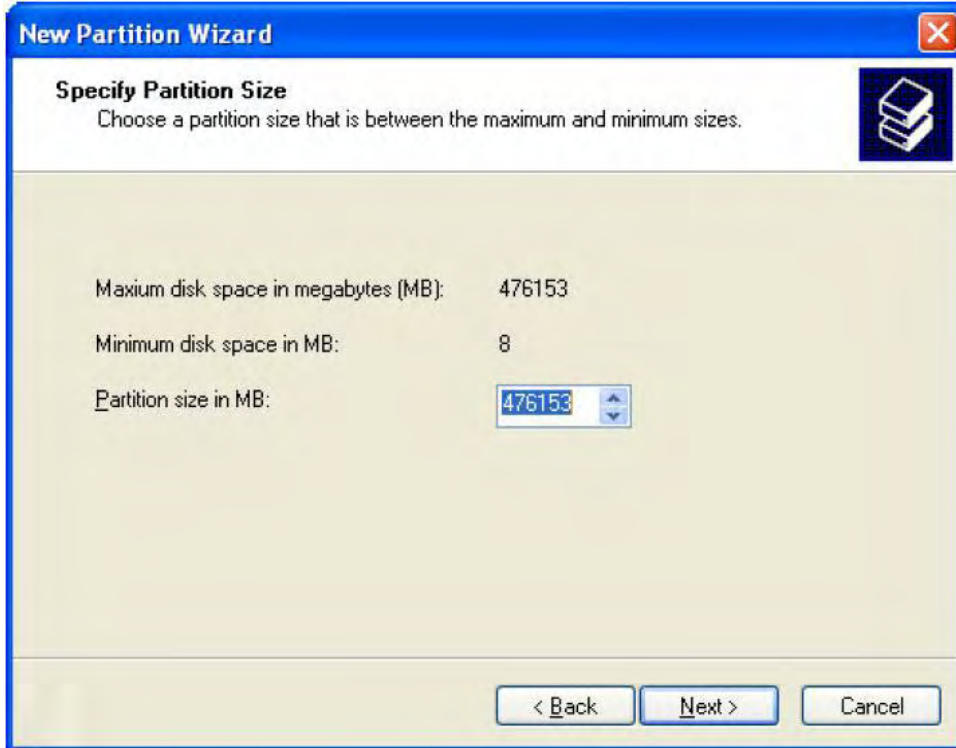 New Partition Wizard
Specify Partition Size
Choose a partition size that is between the maximum and minimum sizes.
Maxium disk space in megabytes (MB): 476153
Minimum disk space in MB: 8
Partition size in MB: 476153
< Back Next > Cancel